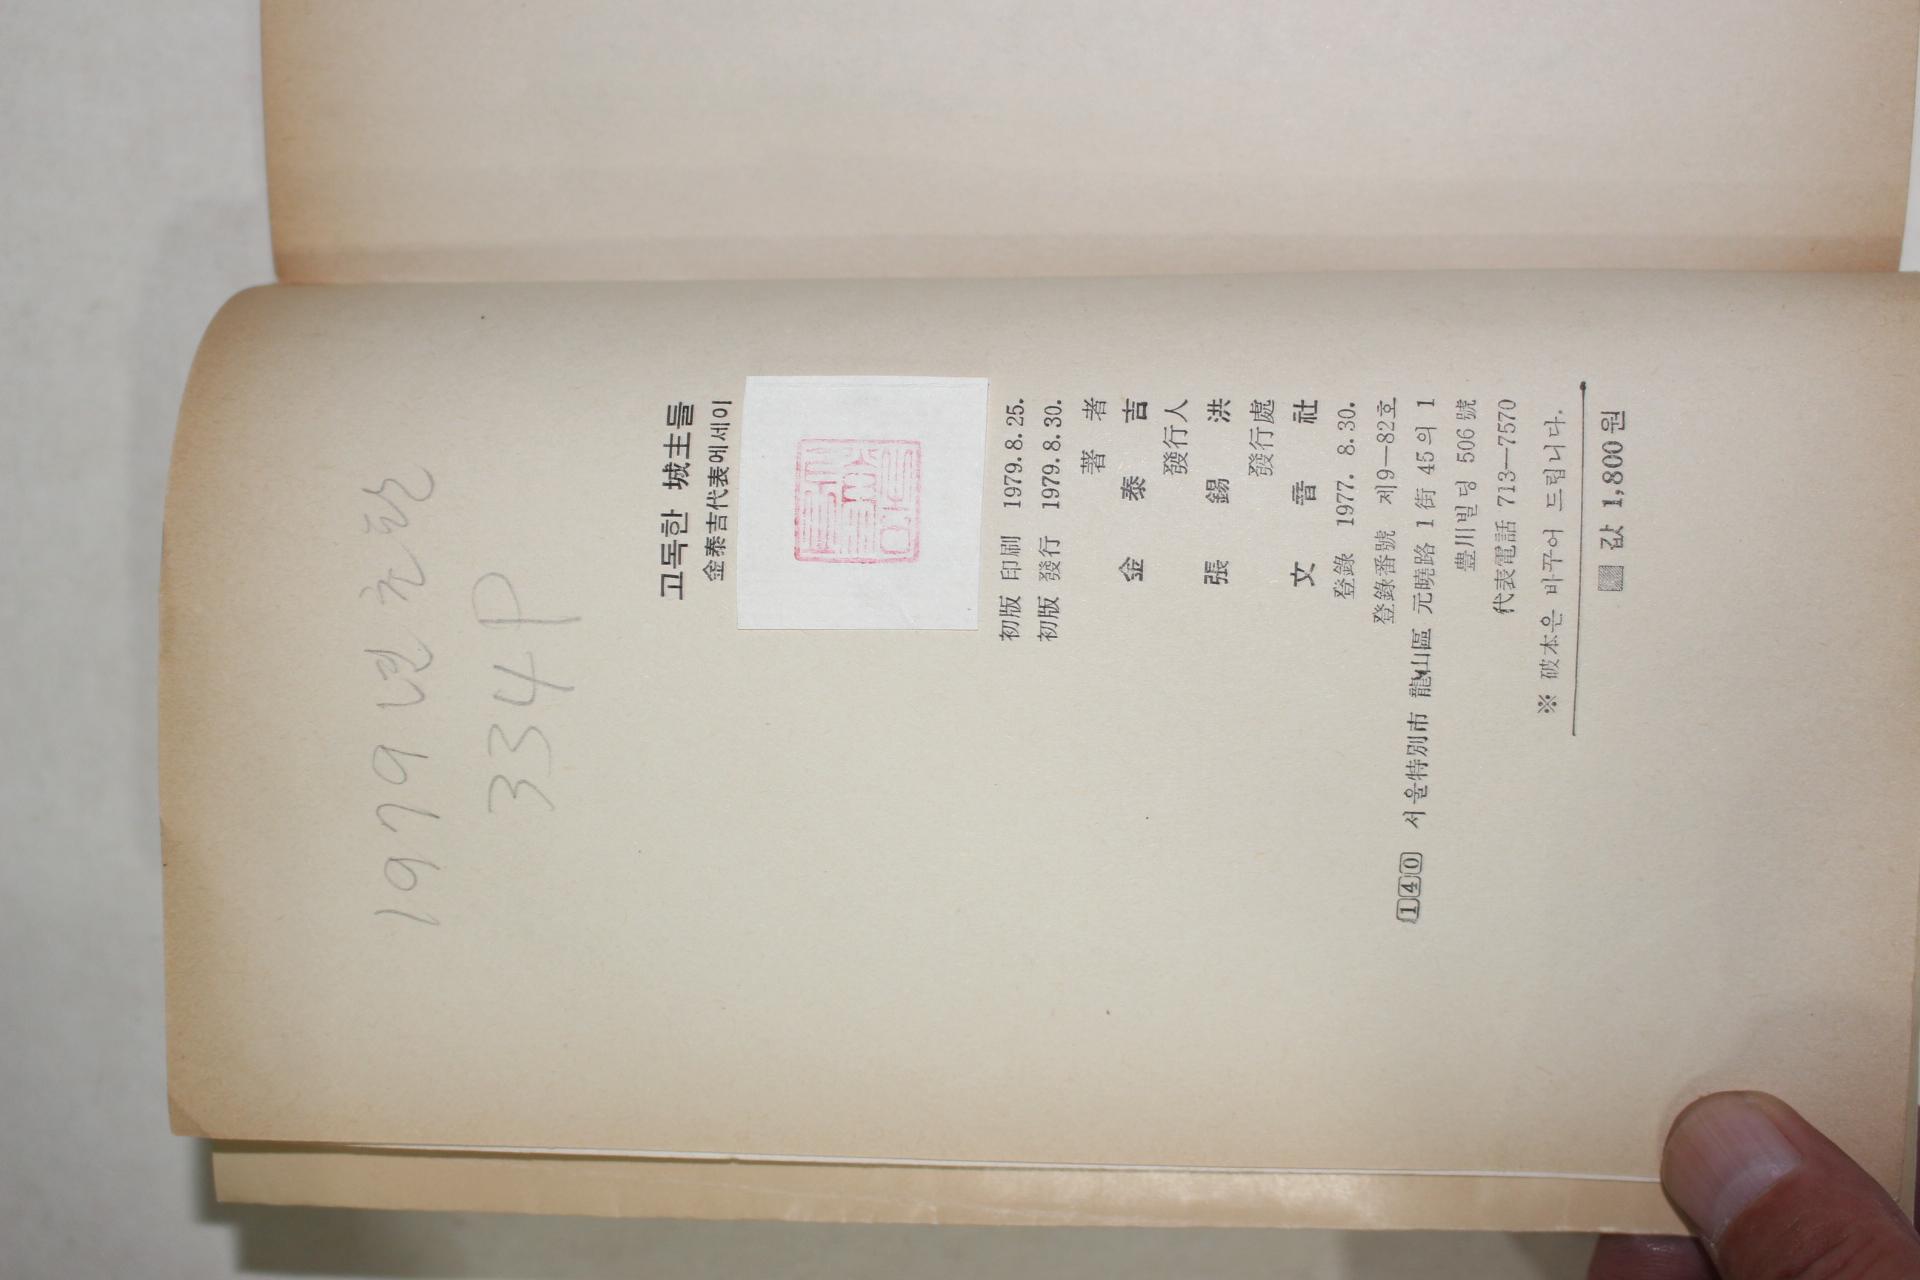 1979년 초판
334P
고독한 城主들
金泰吉代表에세이
初版 印刷 1979.8.25.
初版 發行 1979.8.30.
著者
金泰吉
發行人
張錫洪
發行處
文音社
登錄 1977. 8.30.
登錄番號 제9—82호
140 서울特別市 龍山區 元曉路 1街 45의 1
豊川빌딩 506號
代表電話 713—7570
※ 破本은 바꾸어 드립니다.
값 1,800원